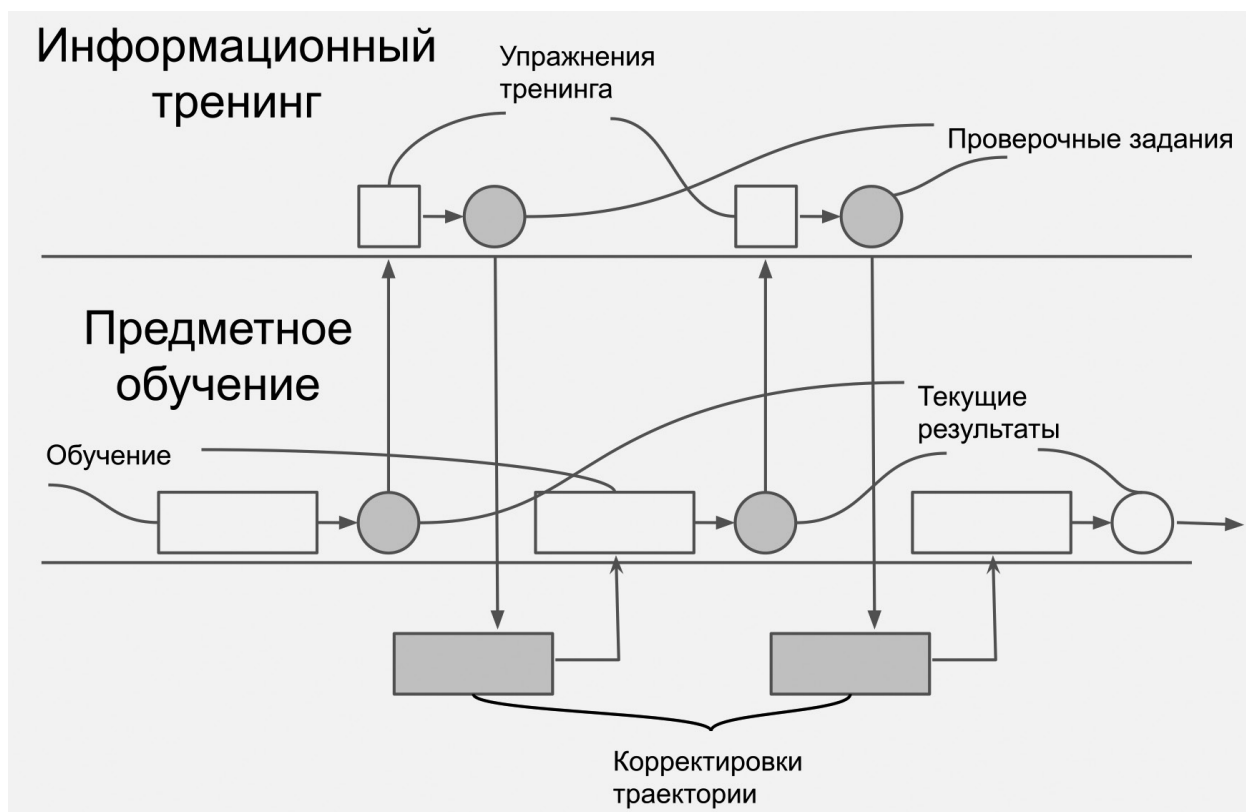 Информационный
тренинг
Упражнения
тренинга
Проверочные задания
Предметное
обучение
Текущие
результаты
Обучение
Корректировки
траектории